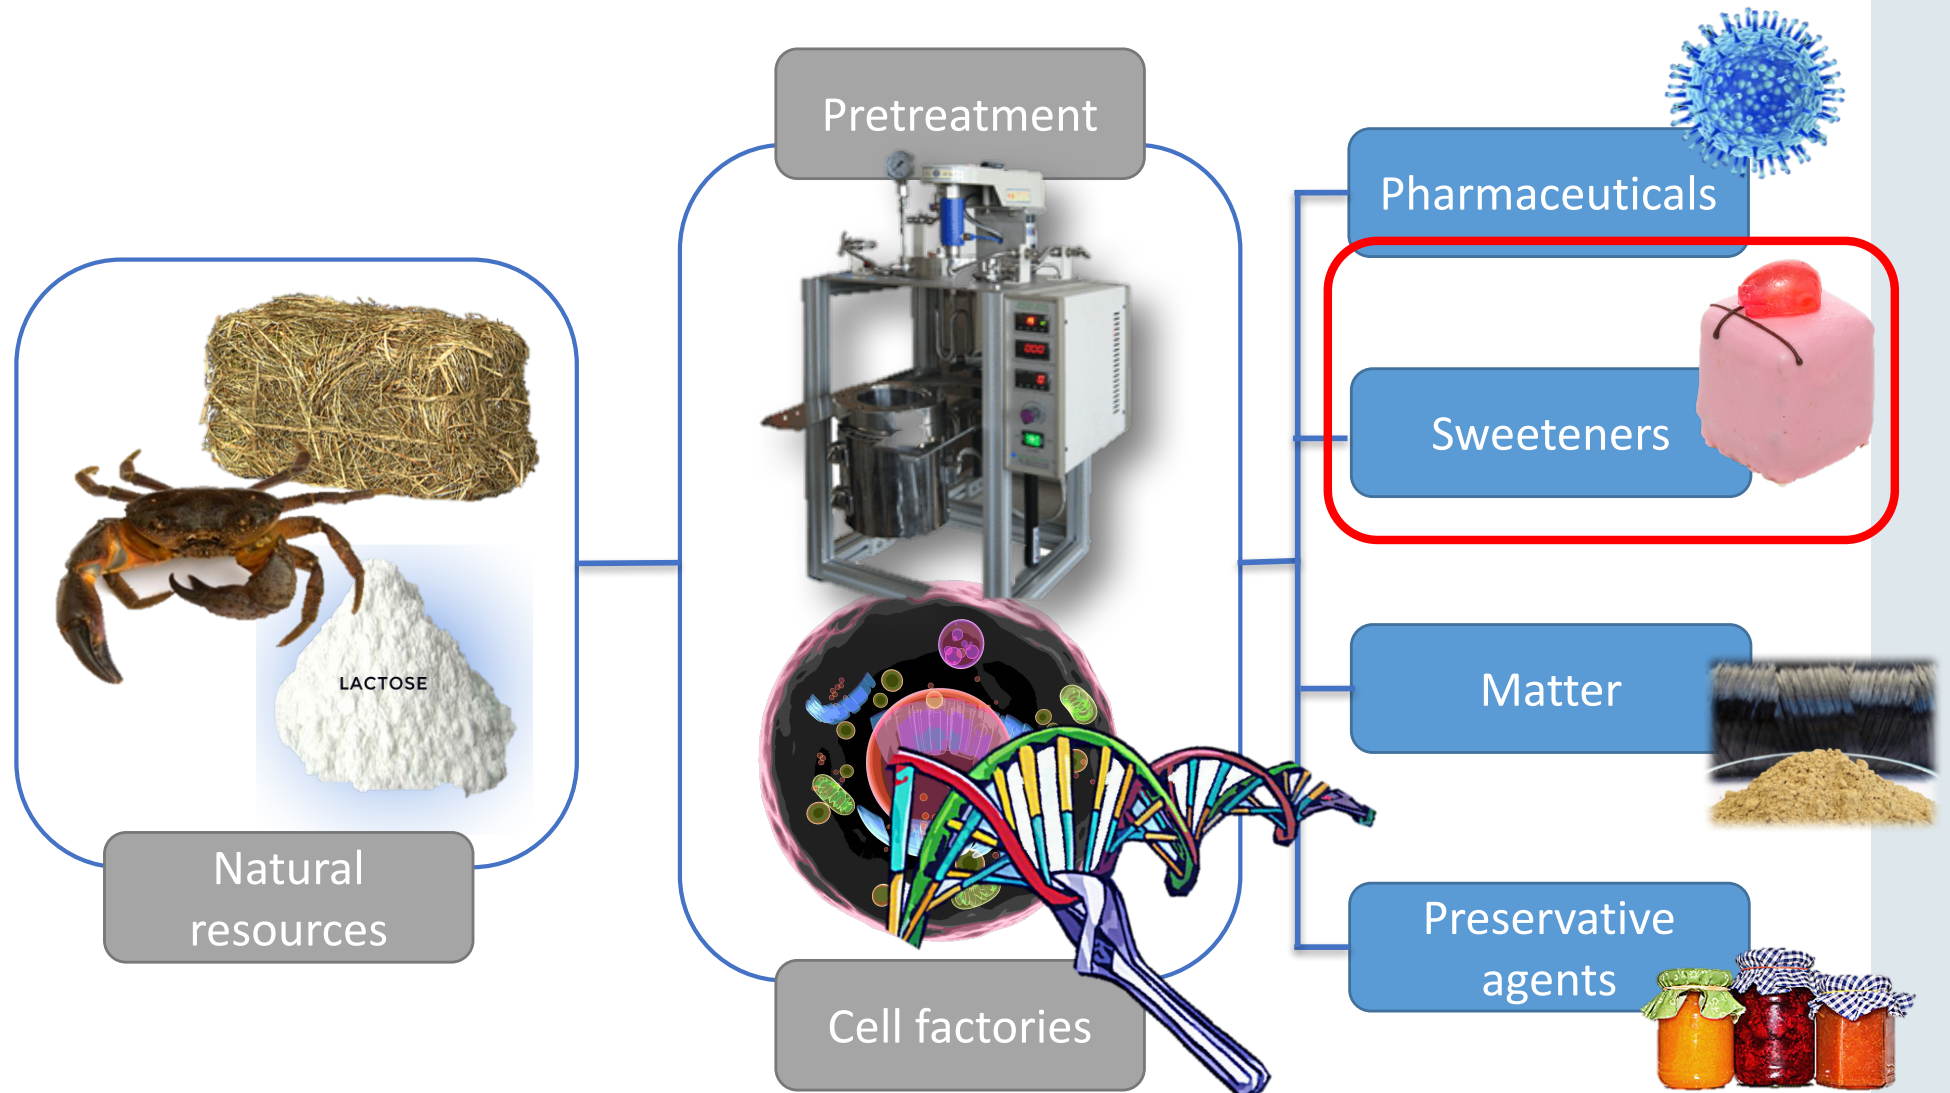 Pretreatment
Pharmaceuticals
Sweeteners
LACTOSE
Matter
Natural
resources
Preservative
agents
Cell factories